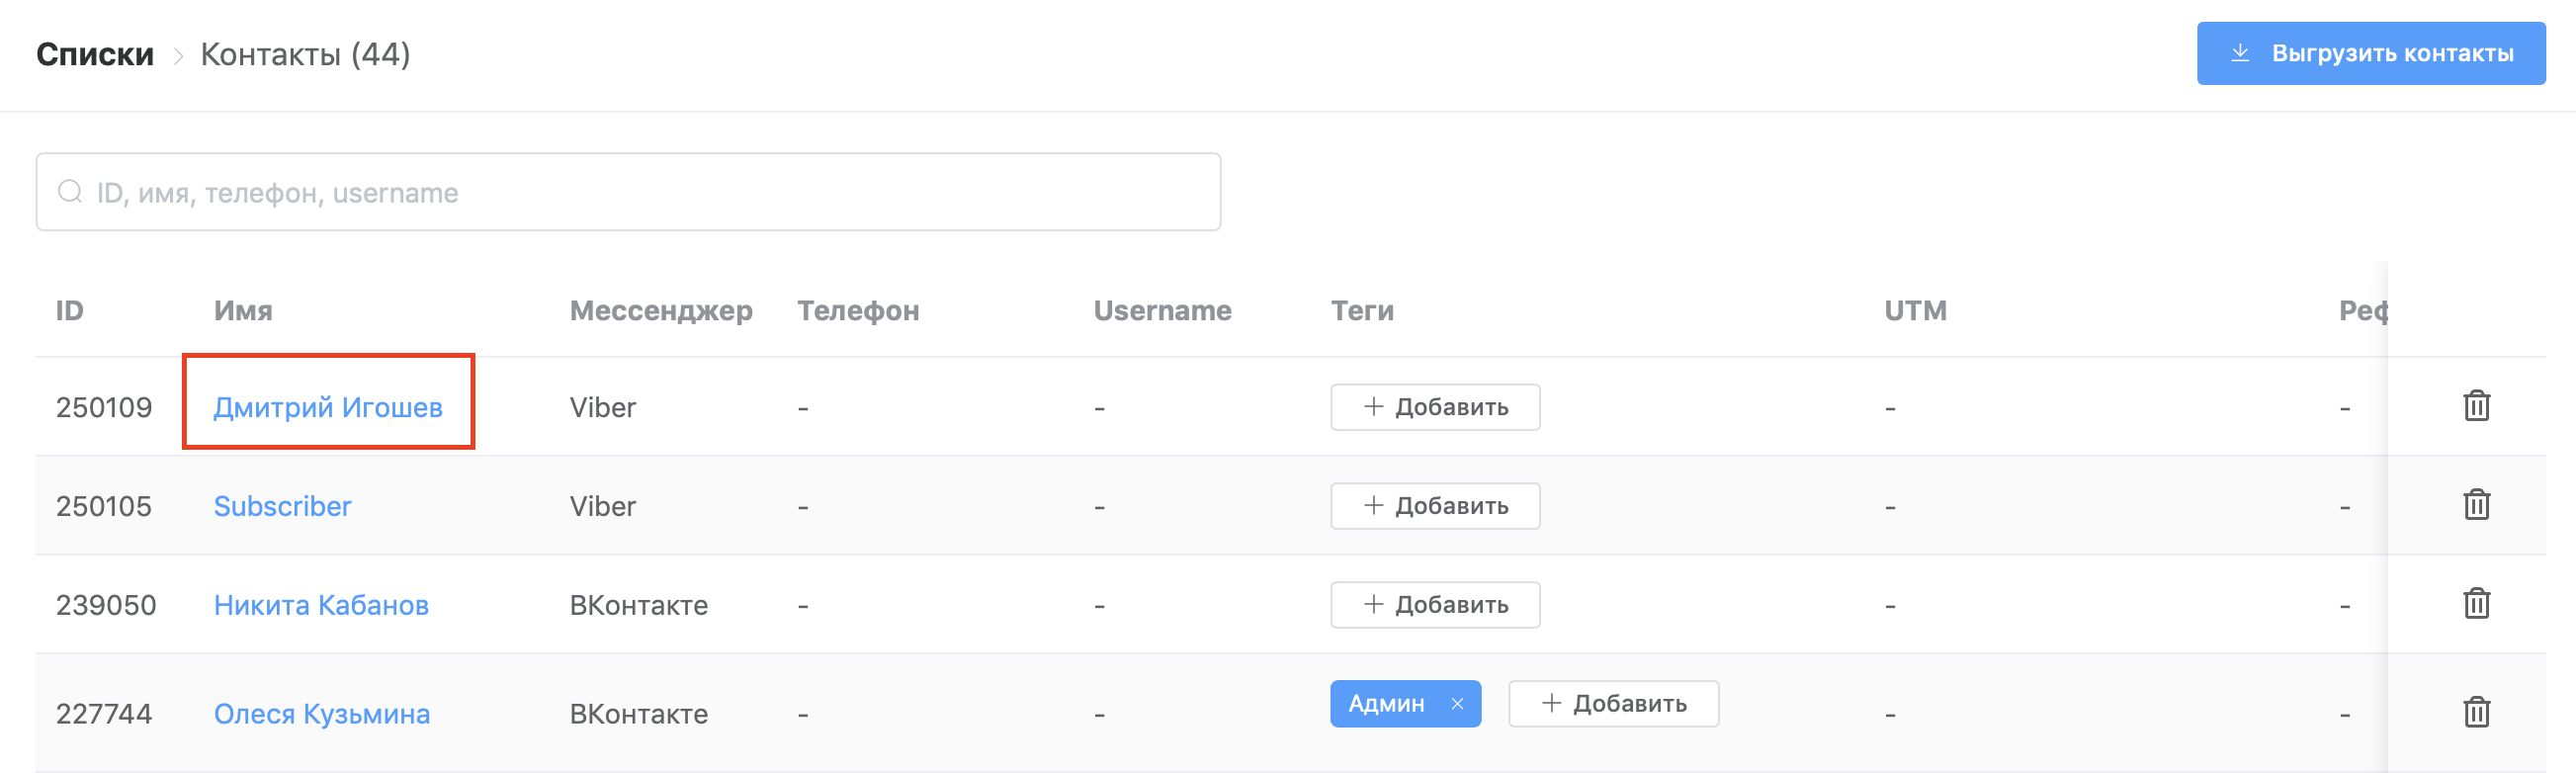 Списки > Контакты (44)
Выгрузить контакты
ID, имя, телефон, username
ID Имя Мессенджер Телефон Username Теги UTM Реф
250109 Дмитрий Игошев Viber - - + Добавить - -
250105 Subscriber Viber - - + Добавить - -
239050 Никита Кабанов ВКонтакте - - + Добавить - -
227744 Олеся Кузьмина ВКонтакте - - Админ × + Добавить - -